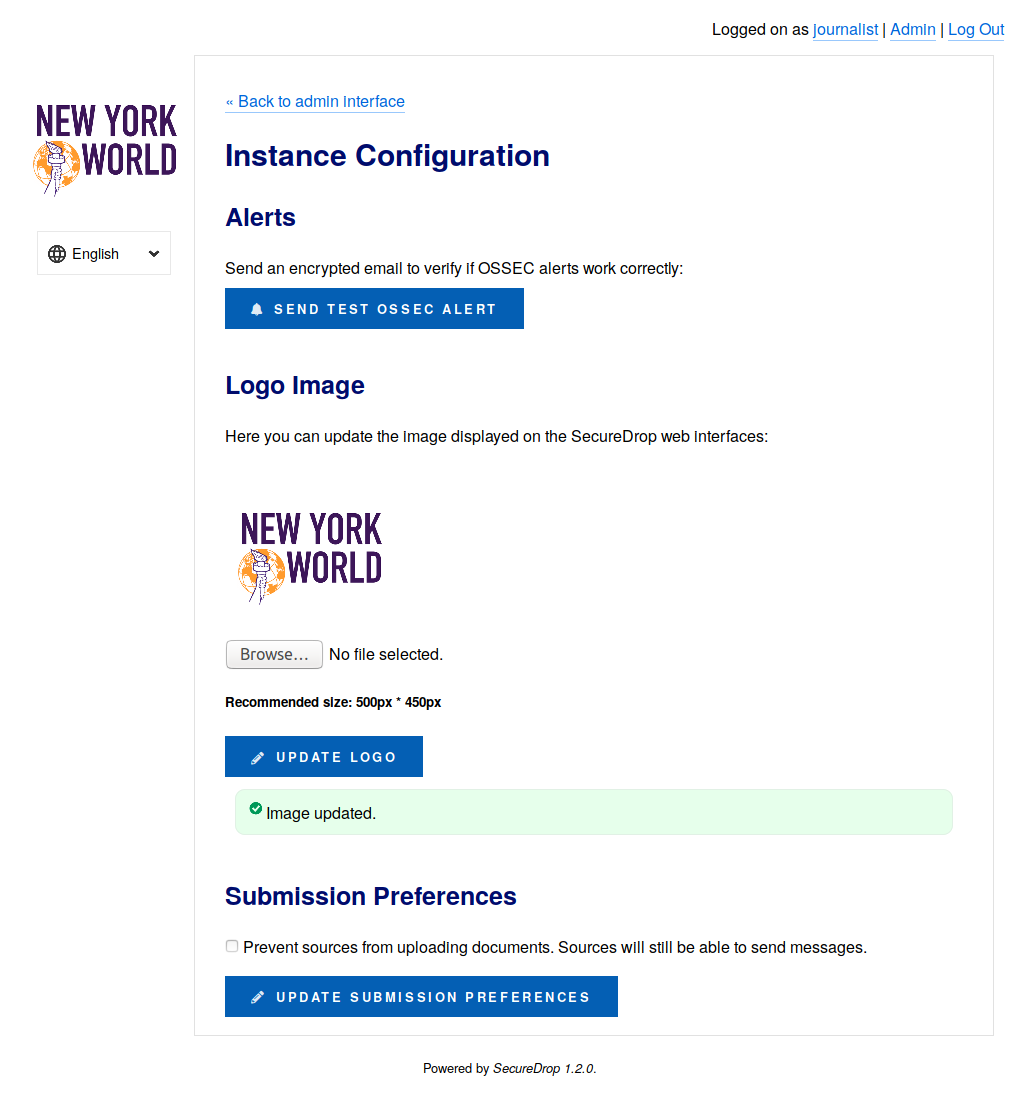 Logged on as journalist | Admin | Log Out
NEW YORK
WORLD
English
« Back to admin interface
Instance Configuration
Alerts
Send an encrypted email to verify if OSSEC alerts work correctly:
SEND TEST OSSEC ALERT
Logo Image
Here you can update the image displayed on the SecureDrop web interfaces:
NEW YORK
WORLD
Browse... No file selected.
Recommended size: 500px * 450px
UPDATE LOGO
Image updated.
Submission Preferences
Prevent sources from uploading documents. Sources will still be able to send messages.
UPDATE SUBMISSION PREFERENCES
Powered by SecureDrop 1.2.0.